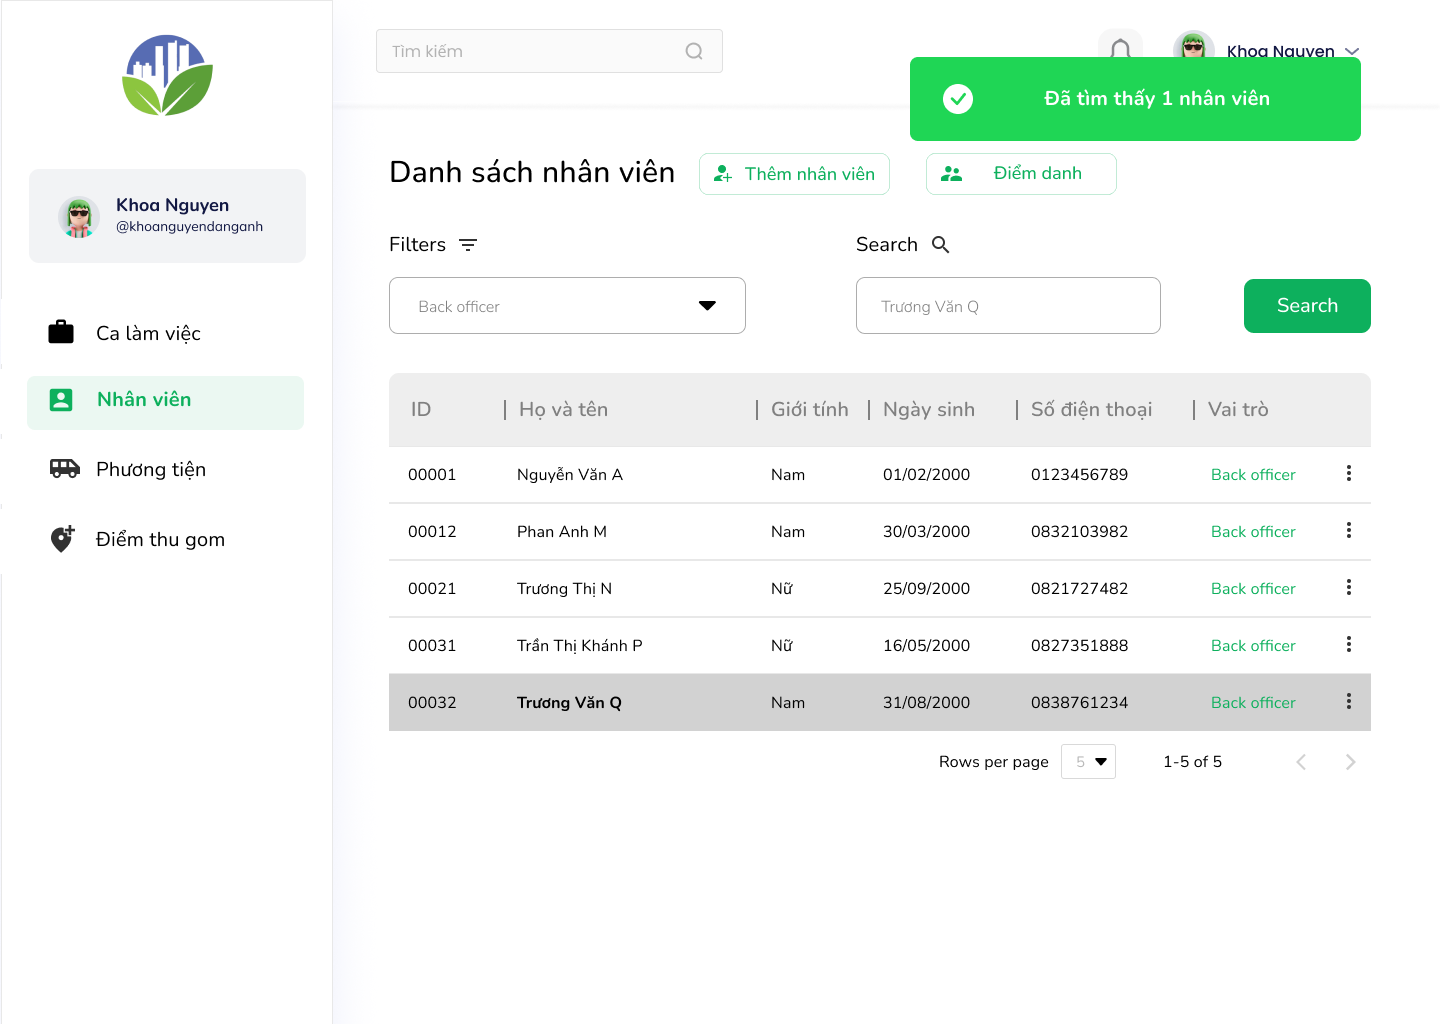 Tìm kiếm
Khoa Nguyen
Đã tìm thấy 1 nhân viên
Khoa Nguyen
@khoanguyendanganh
Ca làm việc
Nhân viên
Phương tiện
Điểm thu gom
Danh sách nhân viên
Thêm nhân viên
Điểm danh
Filters
Search
Back officer
Trương Văn Q
Search
ID Họ và tên Giới tính Ngày sinh Số điện thoại Vai trò
00001 Nguyễn Văn A Nam 01/02/2000 0123456789 Back officer
00012 Phan Anh M Nam 30/03/2000 0832103982 Back officer
00021 Trương Thị N Nữ 25/09/2000 0821727482 Back officer
00031 Trần Thị Khánh P Nữ 16/05/2000 0827351888 Back officer
00032 Trương Văn Q Nam 31/08/2000 0838761234 Back officer
Rows per page 5 1-5 of 5